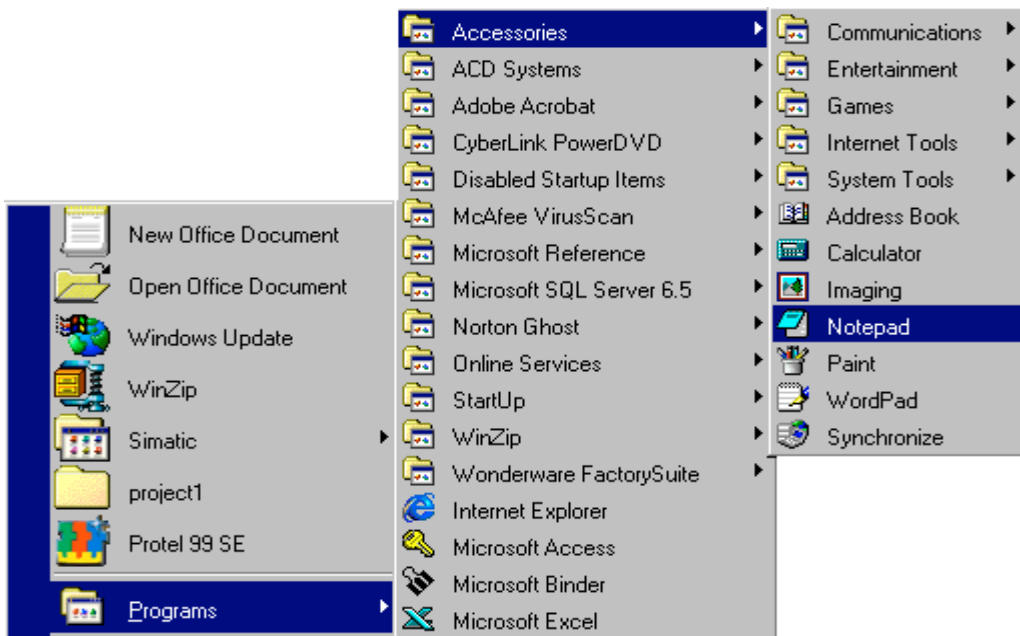 New Office Document
Open Office Document
Windows Update
WinZip
Simatic
project1
Protel 99 SE
Programs
Accessories
ACD Systems
Adobe Acrobat
CyberLink PowerDVD
Disabled Startup Items
McAfee VirusScan
Microsoft Reference
Microsoft SQL Server 6.5
Norton Ghost
Online Services
StartUp
WinZip
Wonderware FactorySuite
Internet Explorer
Microsoft Access
Microsoft Binder
Microsoft Excel
Communications
Entertainment
Games
Internet Tools
System Tools
Address Book
Calculator
Imaging
Notepad
Paint
WordPad
Synchronize